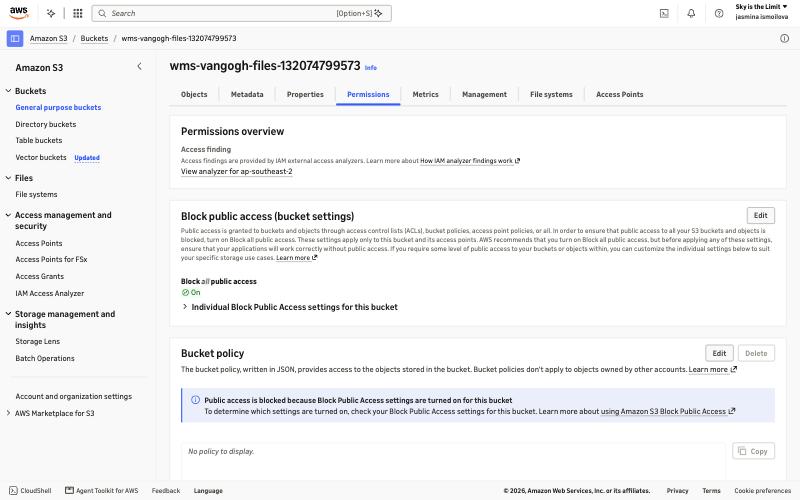 aws
Search
[Option+S]
Sky is the Limit
jasmina ismoilova
Amazon S3 / Buckets / wms-vangogh-files-132074799573
Amazon S3
Buckets
General purpose buckets
Directory buckets
Table buckets
Vector buckets Updated
Files
File systems
Access management and
security
Access Points
Access Points for FSx
Access Grants
IAM Access Analyzer
Storage management and
insights
Storage Lens
Batch Operations
Account and organization settings
AWS Marketplace for S3
wms-vangogh-files-132074799573 Info
Objects
Metadata
Properties
Permissions
Metrics
Management
File systems
Access Points
Permissions overview
Access finding
Access findings are provided by IAM external access analyzers. Learn more about How IAM analyzer findings work
View analyzer for ap-southeast-2
Block public access (bucket settings)
Edit
Public access is granted to buckets and objects through access control lists (ACLs), bucket policies, access point policies, or all. In order to ensure that public access to all your S3 buckets and objects is
blocked, turn on Block all public access. These settings apply only to this bucket and its access points. AWS recommends that you turn on Block all public access, but before applying any of these settings,
ensure that your applications will work correctly without public access. If you require some level of public access to your buckets or objects within, you can customize the individual settings below to suit
your specific storage use cases. Learn more
Block all public access
On
Individual Block Public Access settings for this bucket
Bucket policy
Edit
Delete
The bucket policy, written in JSON, provides access to the objects stored in the bucket. Bucket policies don't apply to objects owned by other accounts. Learn more
Public access is blocked because Block Public Access settings are turned on for this bucket
To determine which settings are turned on, check your Block Public Access settings for this bucket. Learn more about using Amazon S3 Block Public Access
No policy to display.
Copy
CloudShell
Agent Toolkit for AWS
Feedback
Language
© 2026, Amazon Web Services, Inc. or its affiliates.
Privacy
Terms
Cookie preferences